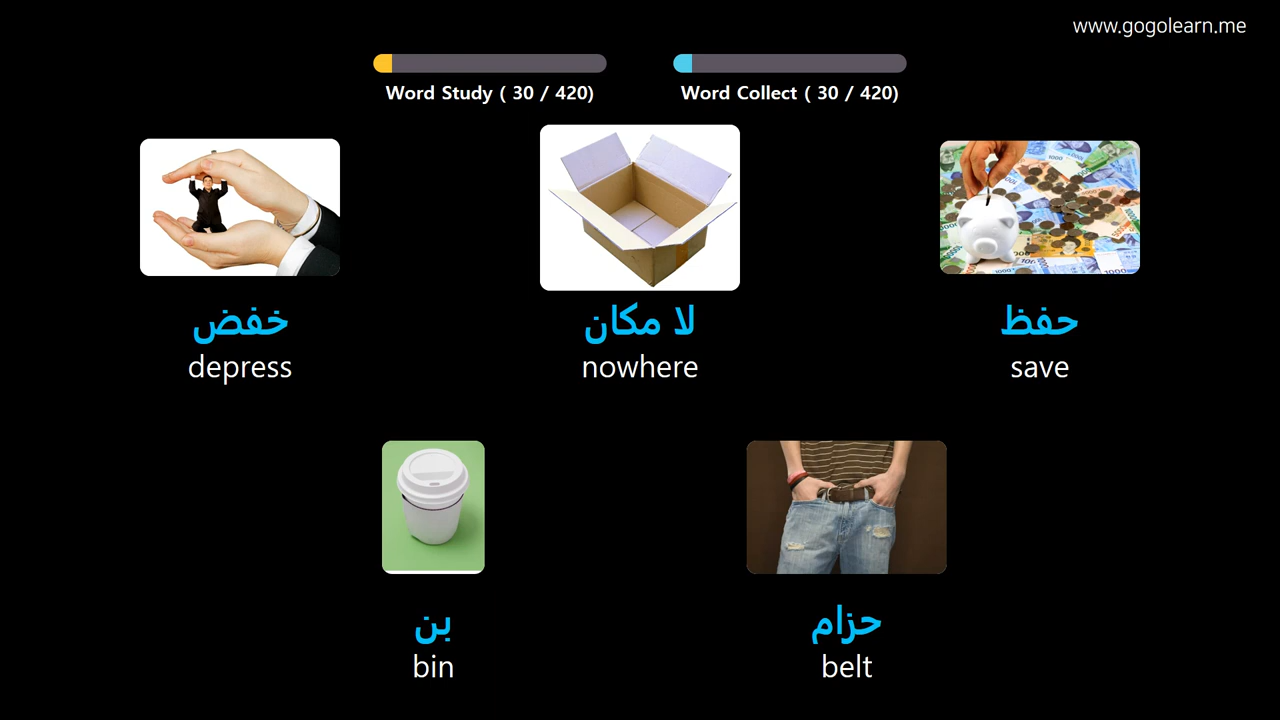 www.gogolearn.me
Word Study ( 30 / 420)
Word Collect ( 30 / 420)
خفض
depress
لا مكان
nowhere
حفظ
save
بن
bin
حزام
belt